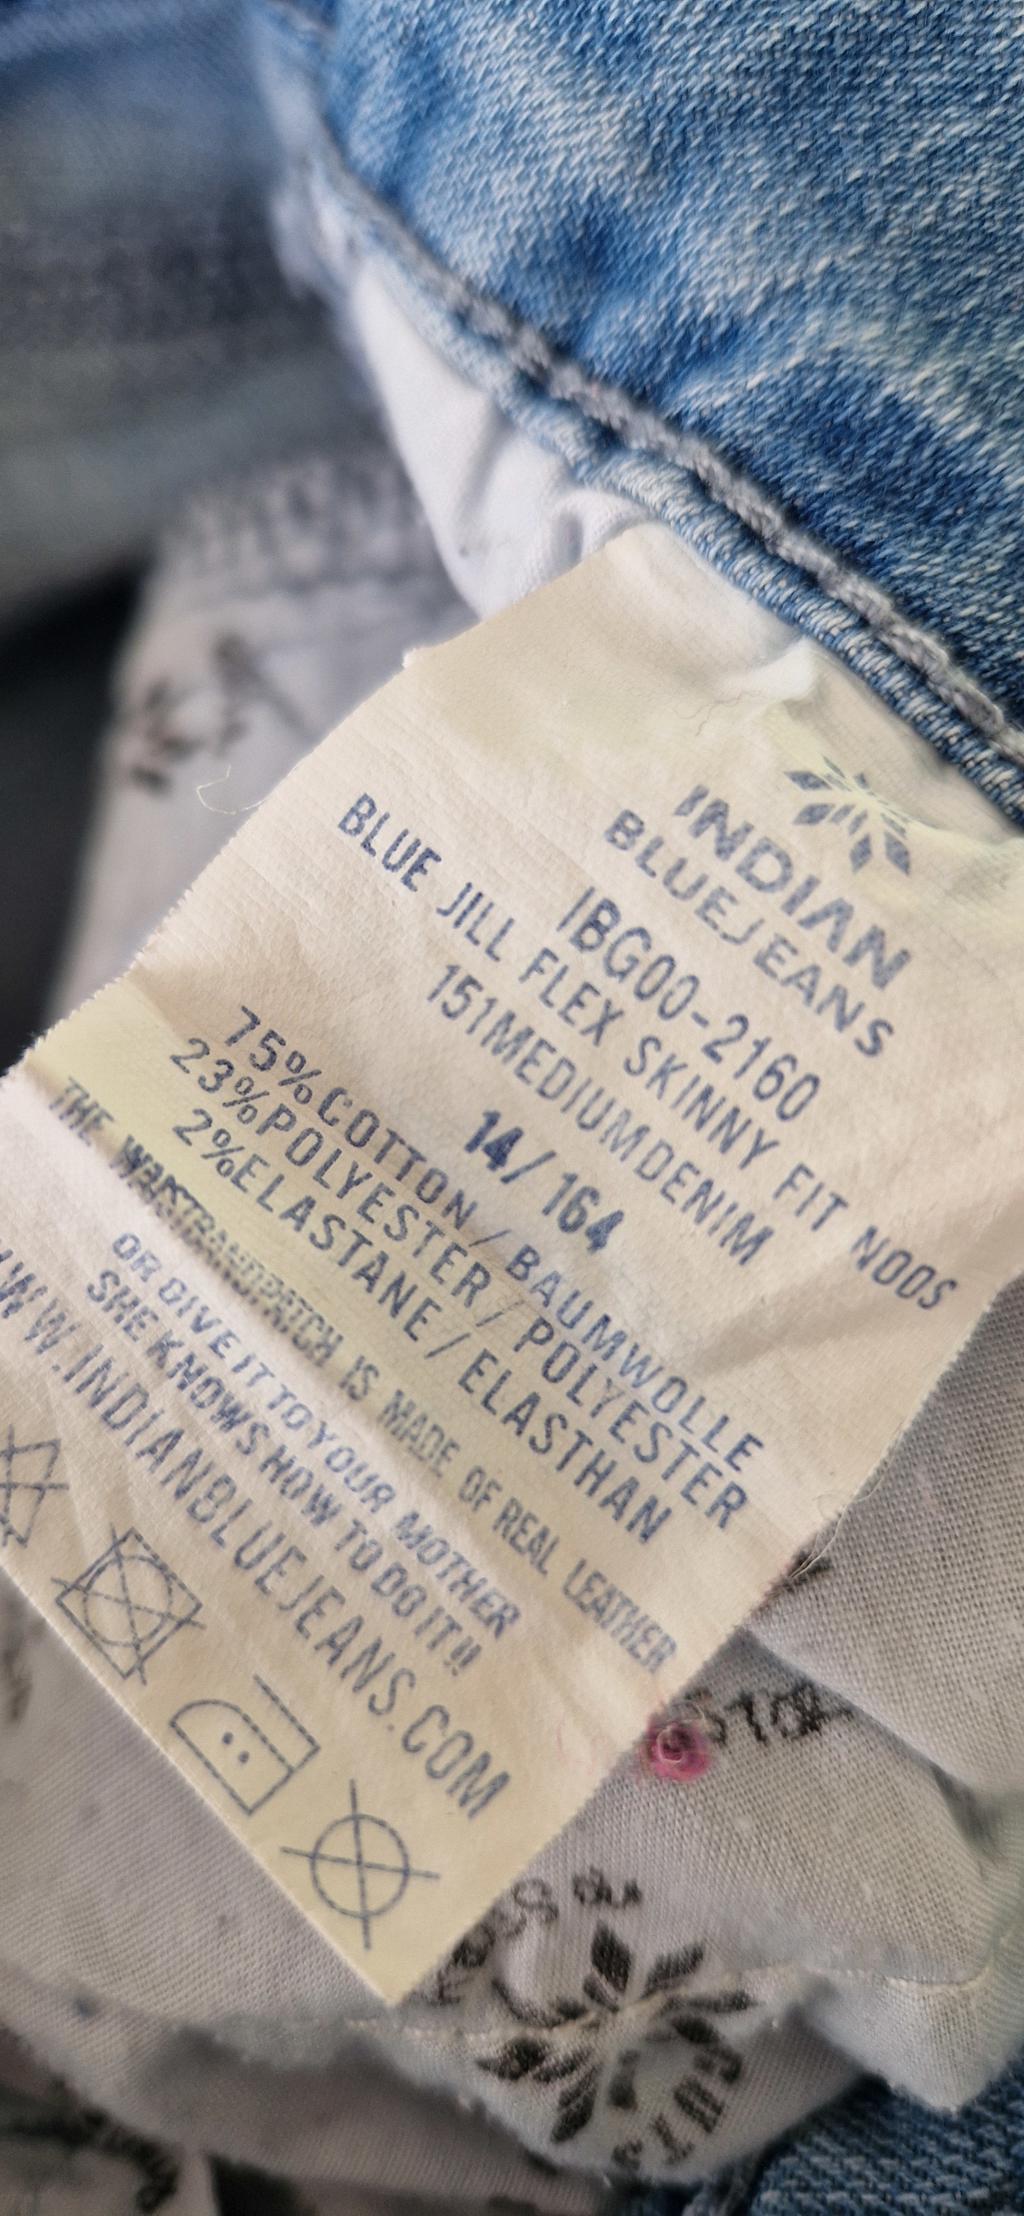 INDIAN
BLUEJEANS
IBG00-2160
BLUE JILL FLEX SKINNY FIT NOOS
151MEDIUMDENIM
14/164
75%COTTON/BAUMWOLLE
23%POLYESTER/POLYESTER
2%ELASTANE/ELASTHAN
THE WAISTBANDPATCH IS MADE OF REAL LEATHER
OR GIVE IT TO YOUR MOTHER
SHE KNOWS HOW TO DO IT!!
WWW.INDIANBLUEJEANS.COM